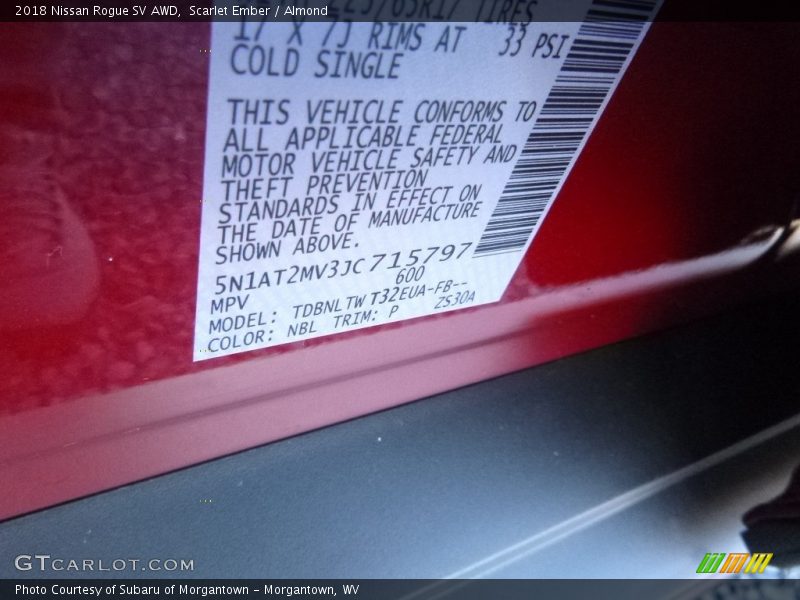 2018 Nissan Rogue SV AWD, Scarlet Ember / Almond
TIRES
17 X 7J RIMS AT 33 PSI
COLD SINGLE
THIS VEHICLE CONFORMS TO
ALL APPLICABLE FEDERAL
MOTOR VEHICLE SAFETY AND
THEFT PREVENTION
STANDARDS IN EFFECT ON
THE DATE OF MANUFACTURE
SHOWN ABOVE.
5N1AT2MV3JC715797
MPV 600
MODEL: TDBNLTWT32EUA-FB--
COLOR: NBL TRIM: P ZS30A
GTCARLOT.COM
Photo Courtesy of Subaru of Morgantown - Morgantown, WV